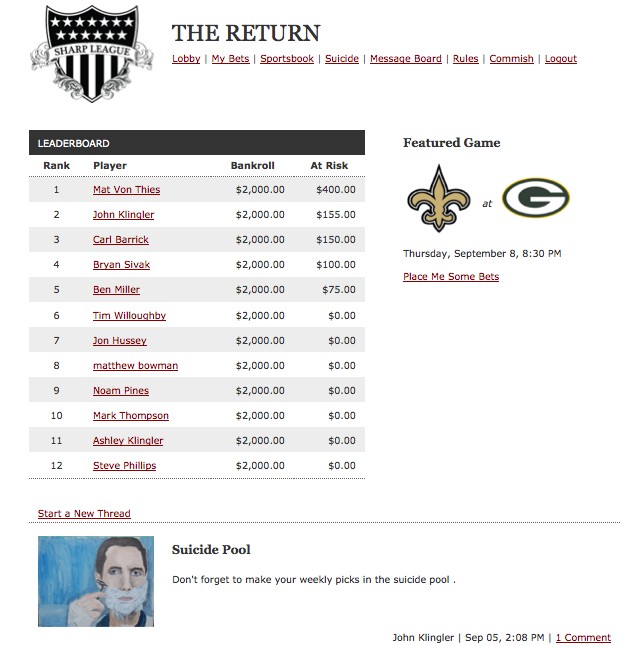 SHARP LEAGUE
THE RETURN
Lobby | My Bets | Sportsbook | Suicide | Message Board | Rules | Commish | Logout
LEADERBOARD
Rank Player Bankroll At Risk
1 Mat Von Thies $2,000.00 $400.00
2 John Klingler $2,000.00 $155.00
3 Carl Barrick $2,000.00 $150.00
4 Bryan Sivak $2,000.00 $100.00
5 Ben Miller $2,000.00 $75.00
6 Tim Willoughby $2,000.00 $0.00
7 Jon Hussey $2,000.00 $0.00
8 matthew bowman $2,000.00 $0.00
9 Noam Pines $2,000.00 $0.00
10 Mark Thompson $2,000.00 $0.00
11 Ashley Klingler $2,000.00 $0.00
12 Steve Phillips $2,000.00 $0.00
Featured Game
at G
Thursday, September 8, 8:30 PM
Place Me Some Bets
Start a New Thread
Suicide Pool
Don't forget to make your weekly picks in the suicide pool .
John Klingler | Sep 05, 2:08 PM | 1 Comment